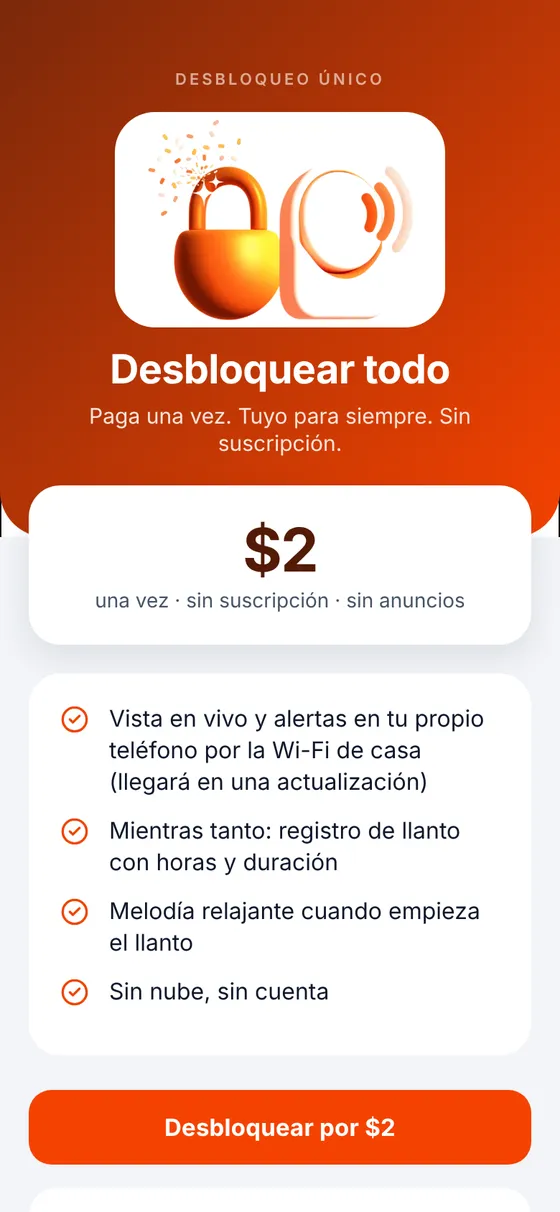 DESBLOQUEO ÚNICO
Desbloquear todo
Paga una vez. Tuyo para siempre. Sin
suscripción.
$2
una vez · sin suscripción · sin anuncios
Vista en vivo y alertas en tu propio
teléfono por la Wi-Fi de casa
(llegará en una actualización)
Mientras tanto: registro de llanto
con horas y duración
Melodía relajante cuando empieza
el llanto
Sin nube, sin cuenta
Desbloquear por $2